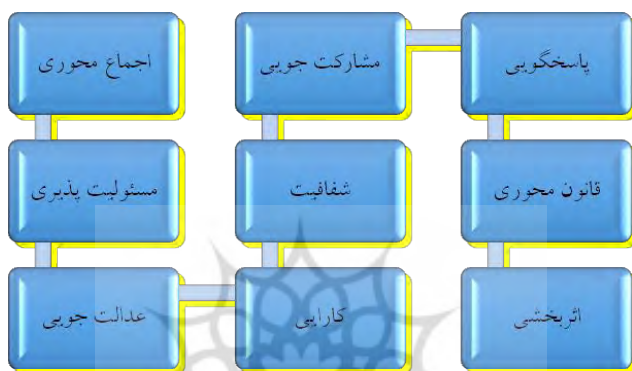 پاسخگویی
مشارکت جویی
اجماع محوری
قانون محوری
شفافیت
مسئولیت پذیری
اثربخشی
کارایی
عدالت جویی